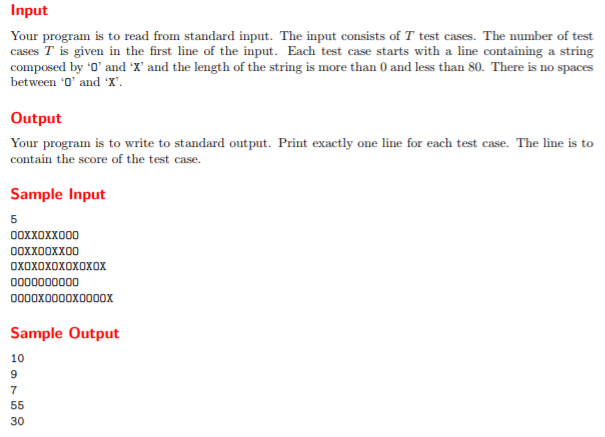 Input
Your program is to read from standard input. The input consists of T test cases. The number of test
cases T is given in the first line of the input. Each test case starts with a line containing a string
composed by ‘O’ and ‘X’ and the length of the string is more than 0 and less than 80. There is no spaces
between ‘O’ and ‘X’.
Output
Your program is to write to standard output. Print exactly one line for each test case. The line is to
contain the score of the test case.
Sample Input
5
OOXXOXXOOO
OOXXOOXXOO
OXOXOXOXOXOXOX
OOOOOOOOOO
OOOOXOOOOXOOOOX
Sample Output
10
9
7
55
30